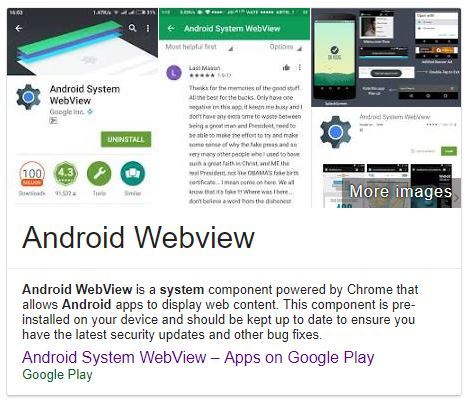 16:03
1.47K/s
Android System
WebView
Google Inc.
UNINSTALL
100
MILLION
Downloads
4.3
Tools
Similar
Android System WebView
Most helpful first
Options
L
Last Mason
Thanks for the memories of the good stuff.
All the best for the bucks. Only have one
negative on this app, it keeps me busy and I
don't have any extra time to waste between
being a great man and President, need to
be able to make the effort to try and make
some sense of why the fake press and so
very many other people who I used to have
such a great faith in Christ, and ME the
real President, not like OBAMA'S fake birth
certificate... I mean come on here. We all
know that it's fake!!! There was there...
don't believe a word from the dishonest
Android System WebView
More images
Android Webview
Android WebView is a system component powered by Chrome that
allows Android apps to display web content. This component is pre-
installed on your device and should be kept up to date to ensure you
have the latest security updates and other bug fixes.
Android System WebView – Apps on Google Play
Google Play